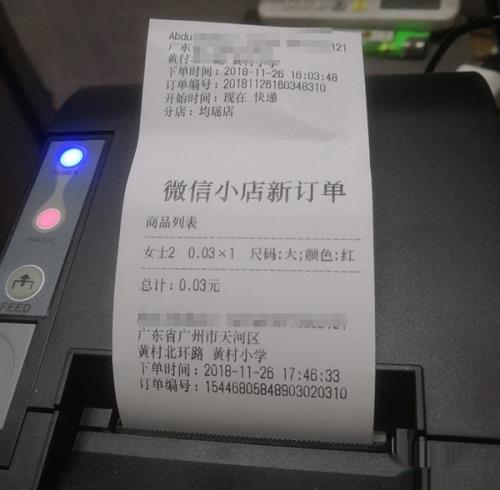 Abdu 121
广东
黄村 黄村小学
下单时间：2018-11-26 16:03:48
订单编号：20181126160348310
开始时间：现在 快递
分店：均瑶店
微信小店新订单
商品列表
女士2 0.03×1 尺码:大;颜色:红
总计：0.03元
广东省广州市天河区
黄村北环路 黄村小学
下单时间：2018-11-26 17:46:33
订单编号：15446805848903020310
POWER
FEED